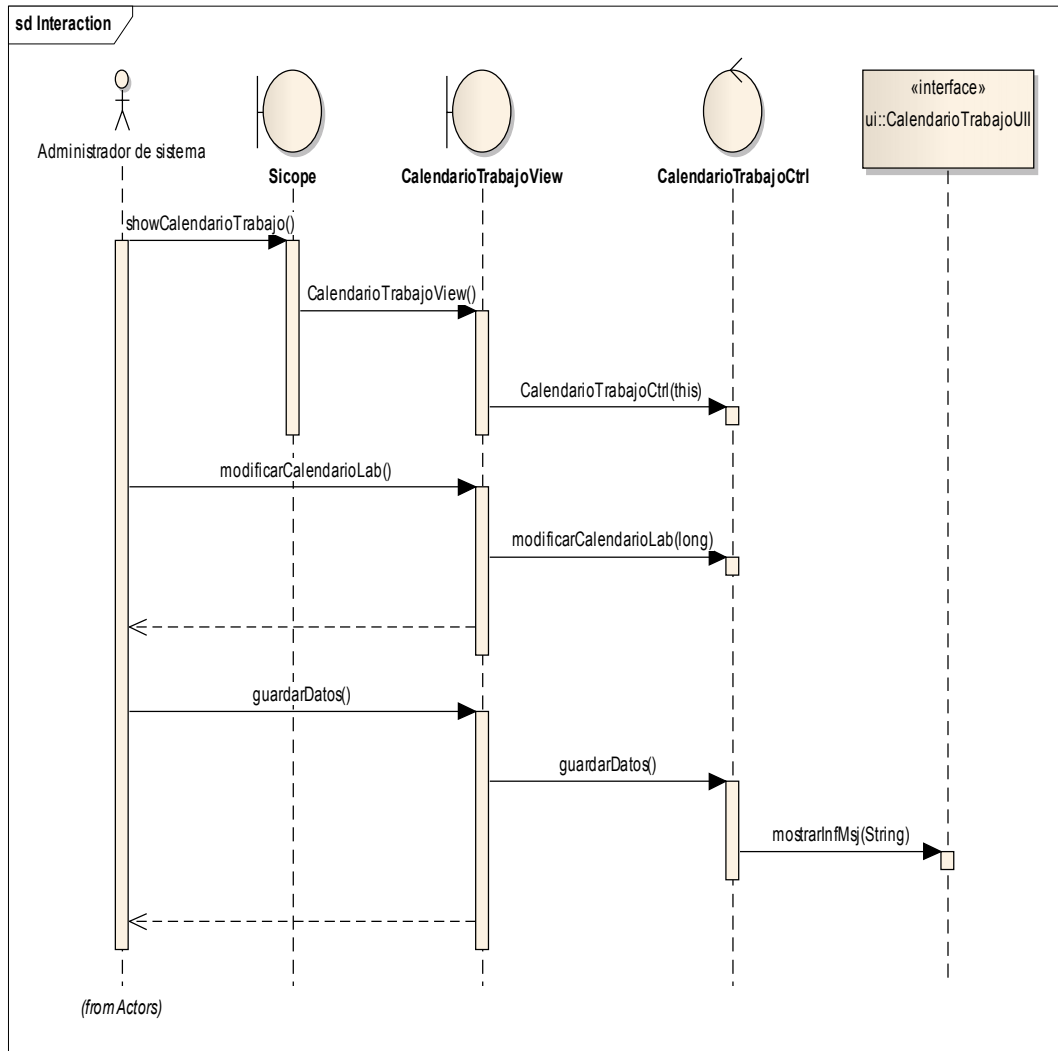 sd Interaction
«interface»
ui::CalendarioTrabajoUII
Administrador de sistema
Sicope
CalendarioTrabajoView
CalendarioTrabajoCtrl
showCalendarioTrabajo()
CalendarioTrabajoView()
CalendarioTrabajoCtrl(this)
modificarCalendarioLab()
modificarCalendarioLab(long)
guardarDatos()
guardarDatos()
mostrarInfMsj(String)
(from Actors)